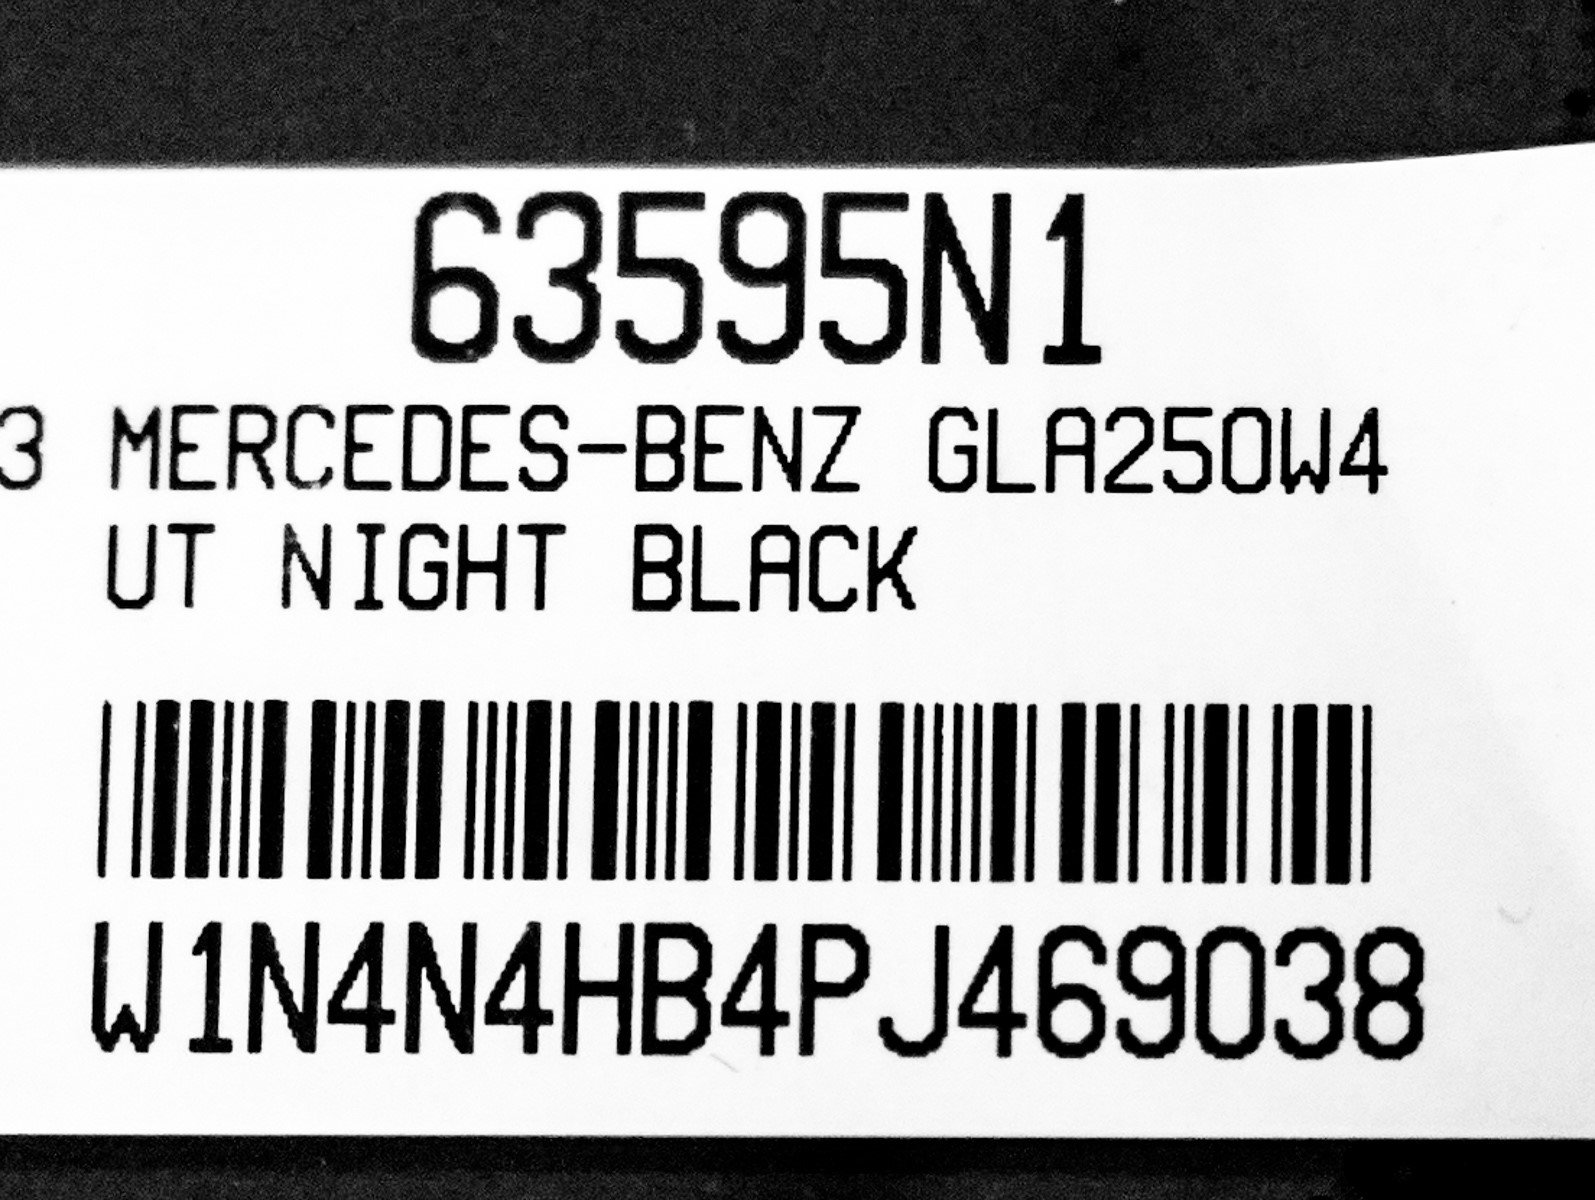 63595N1
3 MERCEDES-BENZ GLA250W4
UT NIGHT BLACK
W1N4N4HB4PJ469038